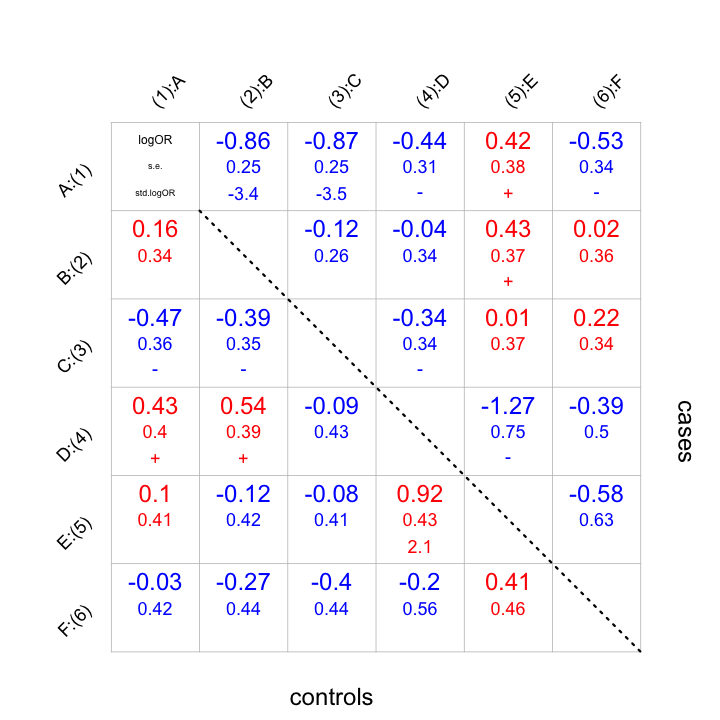 (1):A (2):B (3):C (4):D (5):E (6):F
A:(1)
logOR -0.86 -0.87 -0.44 0.42 -0.53
s.e. 0.25 0.25 0.31 0.38 0.34
std.logOR -3.4 -3.5 - + -
B:(2)
0.16 -0.12 -0.04 0.43 0.02
0.34 0.26 0.34 0.37 0.36
+
C:(3)
-0.47 -0.39 -0.34 0.01 0.22
0.36 0.35 0.34 0.37 0.34
- - -
D:(4)
0.43 0.54 -0.09 -1.27 -0.39
0.4 0.39 0.43 0.75 0.5
+ + -
cases
E:(5)
0.1 -0.12 -0.08 0.92 -0.58
0.41 0.42 0.41 0.43 0.63
2.1
F:(6)
-0.03 -0.27 -0.4 -0.2 0.41
0.42 0.44 0.44 0.56 0.46
controls